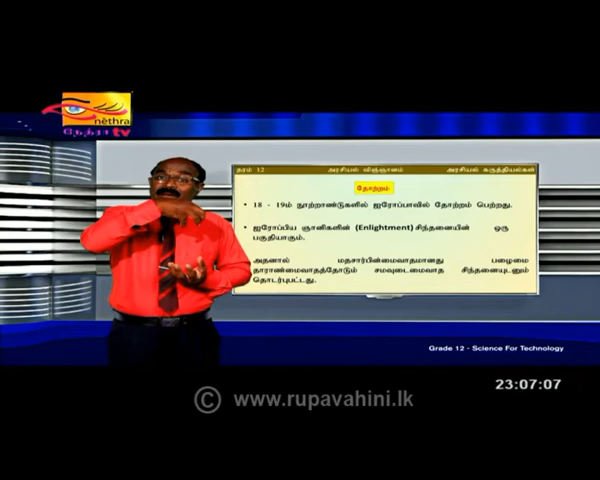 nēthra
நேத்ரா tv
தரம் 12 அரசியல் விஞ்ஞானம் அரசியல் கருத்தியல்கள்
தோற்றம்
• 18 - 19ம் நூற்றாண்டுகளில் ஐரோப்பாவில் தோற்றம் பெற்றது.
• ஐரோப்பிய ஞானிகளின் (Enlightment) சிந்தனையின் ஒரு
பகுதியாகும்.
அதனால் மதசார்பின்மைவாதமானது பழைமை
தாராண்மைவாதத்தோடும் சமவுடைமைவாத சிந்தனையுடனும்
தொடர்புபட்டது.
Grade 12 - Science For Technology
23:07:07
© www.rupavahini.lk